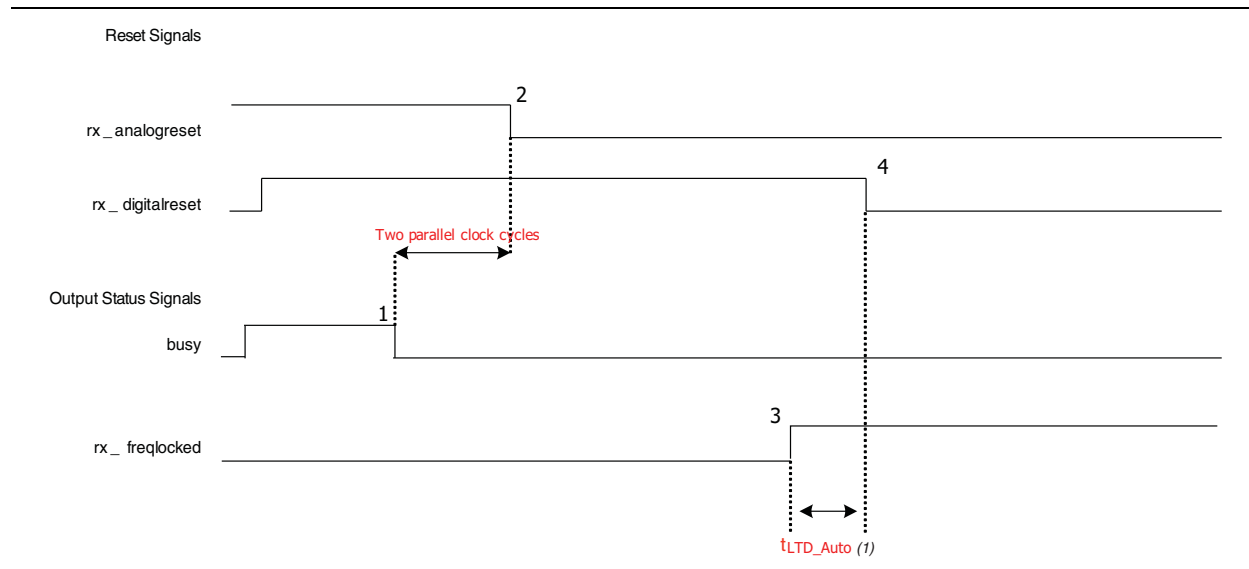 Reset Signals
2
rx _ analogreset
4
rx _ digitalreset
Two parallel clock cycles
Output Status Signals
1
busy
3
rx _ freqlocked
tLTD_Auto (1)